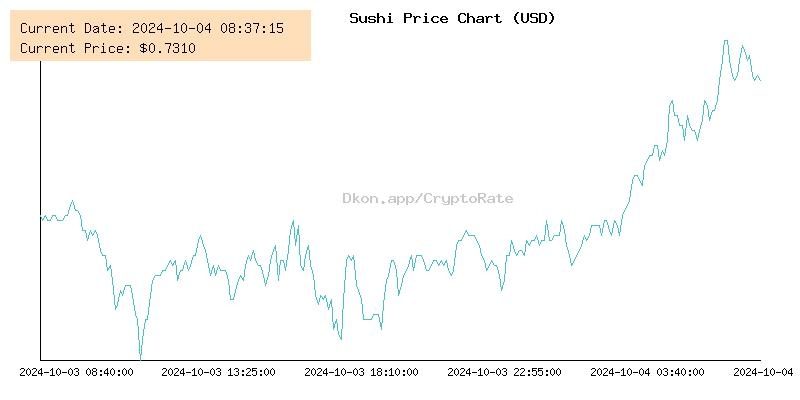 Sushi Price Chart (USD)
Current Date: 2024-10-04 08:37:15
Current Price: $0.7310
Dkon.app/CryptoRate
2024-10-03 08:40:00 2024-10-03 13:25:00 2024-10-03 18:10:00 2024-10-03 22:55:00 2024-10-04 03:40:00 2024-10-04